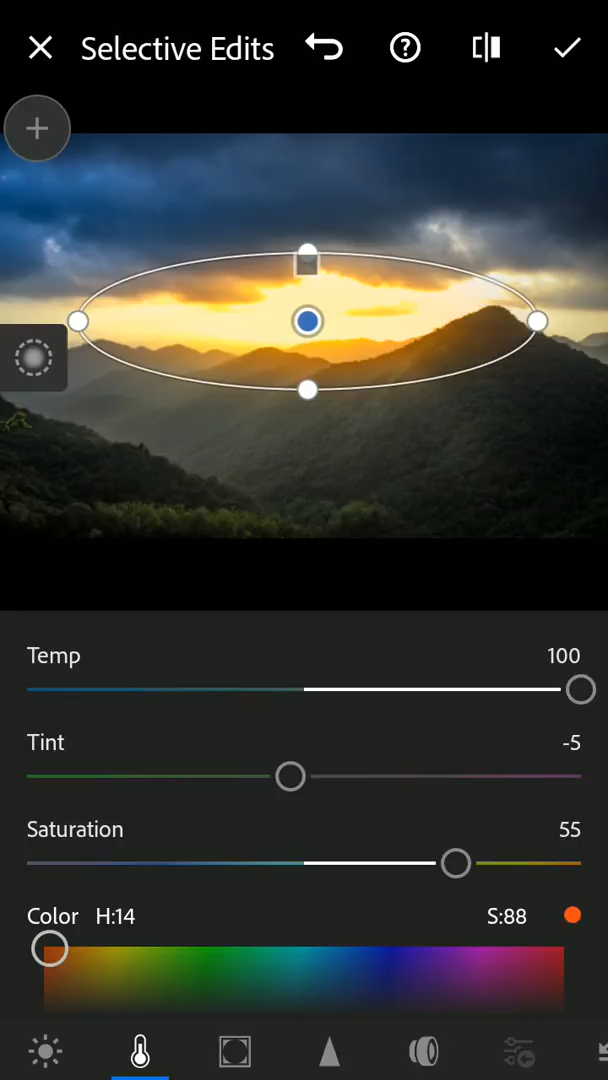 Selective Edits
Temp 100
Tint -5
Saturation 55
Color H:14 S:88